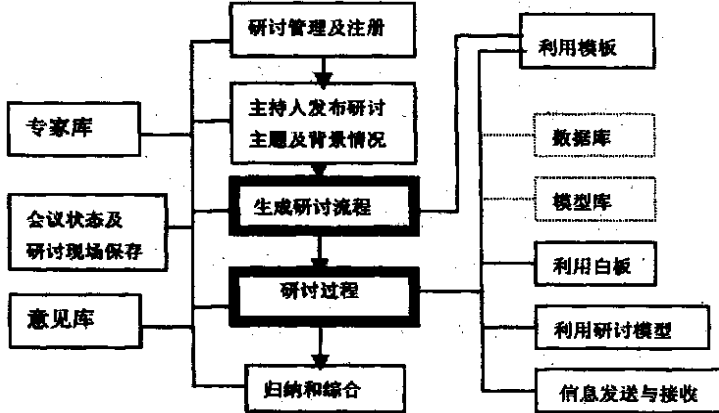 研讨管理及注册
利用模板
主持人发布研讨
主题及背景情况
专家库
数据库
模型库
生成研讨流程
会议状态及
研讨现场保存
利用白板
研讨过程
意见库
利用研讨模型
归纳和综合
信息发送与接收